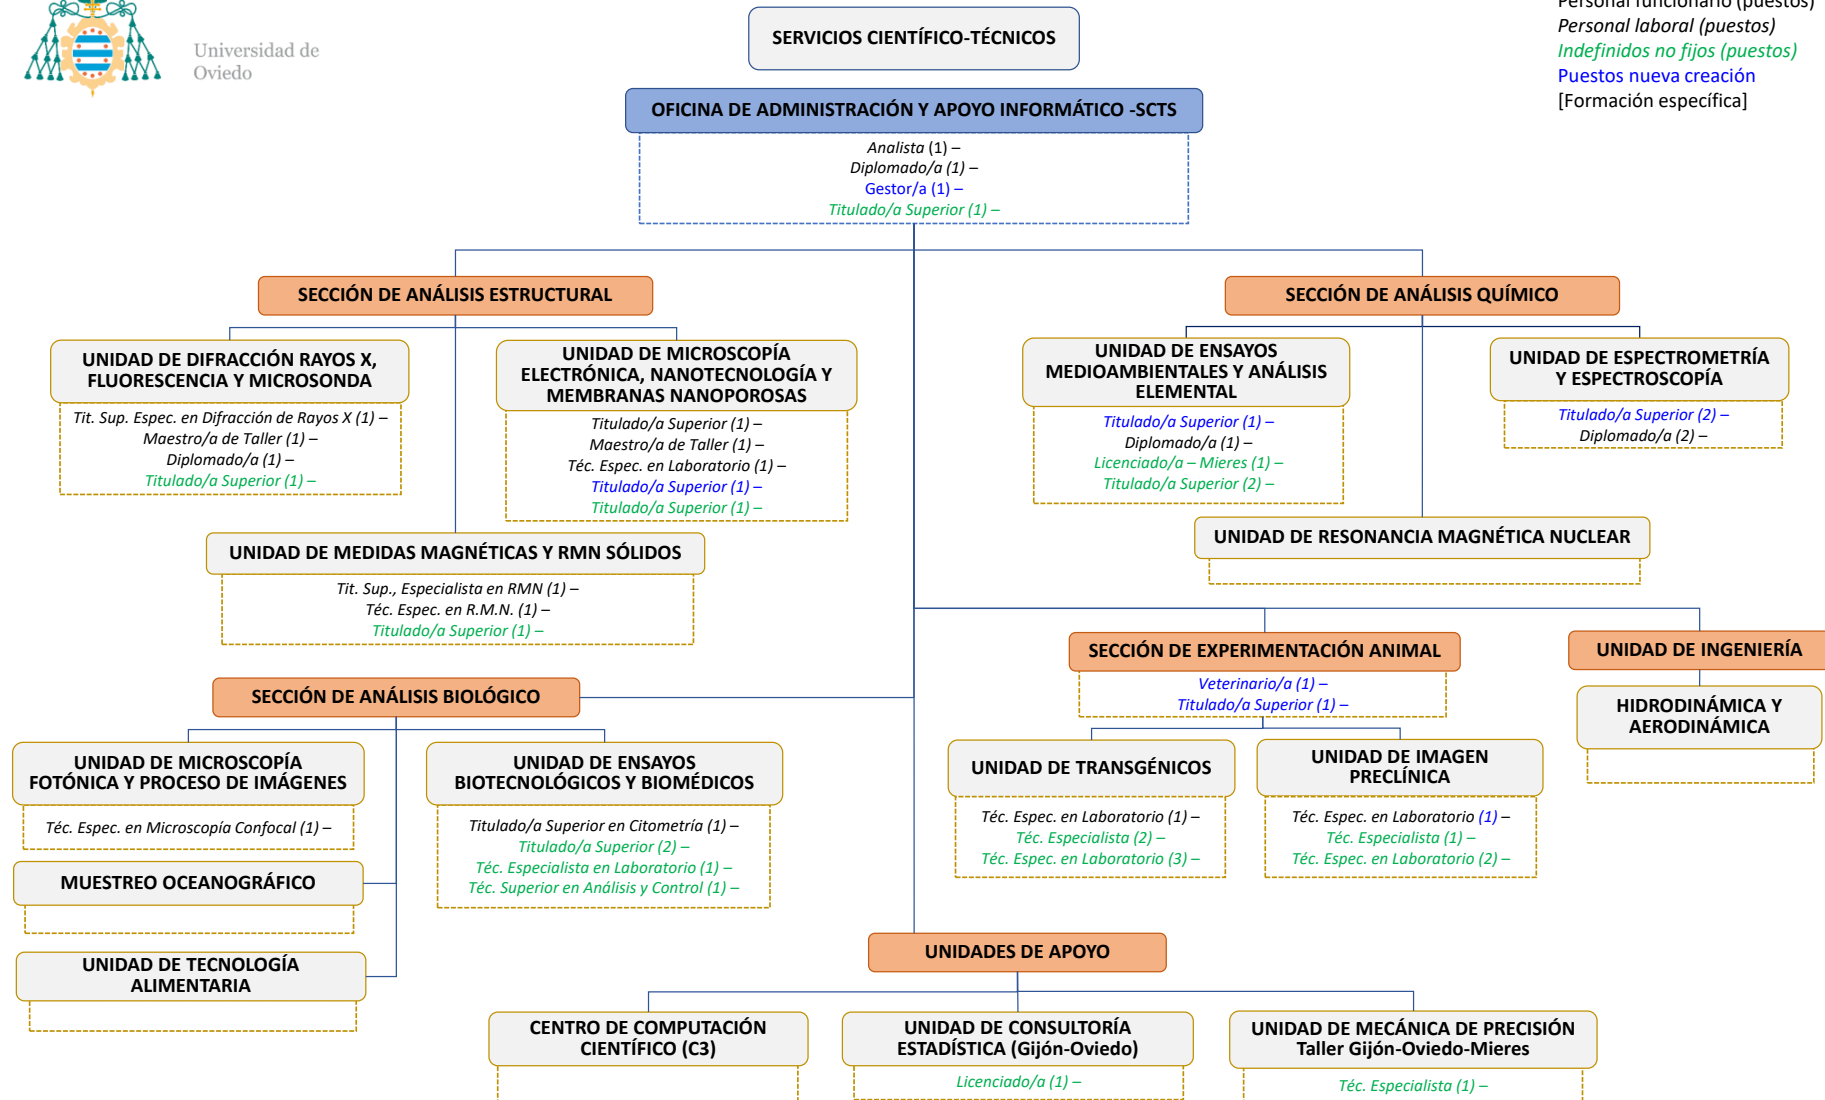 Universidad de
Oviedo
SERVICIOS CIENTÍFICO-TÉCNICOS
Personal funcionario (puestos)
Personal laboral (puestos)
Indefinidos no fijos (puestos)
Puestos nueva creación
[Formación específica]
OFICINA DE ADMINISTRACIÓN Y APOYO INFORMÁTICO -SCTS
Analista (1) –
Diplomado/a (1) –
Gestor/a (1) –
Titulado/a Superior (1) –
SECCIÓN DE ANÁLISIS ESTRUCTURAL
UNIDAD DE DIFRACCIÓN RAYOS X,
FLUORESCENCIA Y MICROSONDA
Tit. Sup. Espec. en Difracción de Rayos X (1) –
Maestro/a de Taller (1) –
Diplomado/a (1) –
Titulado/a Superior (1) –
UNIDAD DE MICROSCOPÍA
ELECTRÓNICA, NANOTECNOLOGÍA Y
MEMBRANAS NANOPOROSAS
Titulado/a Superior (1) –
Maestro/a de Taller (1) –
Téc. Espec. en Laboratorio (1) –
Titulado/a Superior (1) –
Titulado/a Superior (1) –
UNIDAD DE MEDIDAS MAGNÉTICAS Y RMN SÓLIDOS
Tit. Sup., Especialista en RMN (1) –
Téc. Espec. en R.M.N. (1) –
Titulado/a Superior (1) –
SECCIÓN DE ANÁLISIS QUÍMICO
UNIDAD DE ENSAYOS
MEDIOAMBIENTALES Y ANÁLISIS
ELEMENTAL
Titulado/a Superior (1) –
Diplomado/a (1) –
Licenciado/a – Mieres (1) –
Titulado/a Superior (2) –
UNIDAD DE ESPECTROMETRÍA
Y ESPECTROSCOPÍA
Titulado/a Superior (2) –
Diplomado/a (2) –
UNIDAD DE RESONANCIA MAGNÉTICA NUCLEAR
SECCIÓN DE EXPERIMENTACIÓN ANIMAL
Veterinario/a (1) –
Titulado/a Superior (1) –
UNIDAD DE TRANSGÉNICOS
Téc. Espec. en Laboratorio (1) –
Téc. Especialista (2) –
Téc. Espec. en Laboratorio (3) –
UNIDAD DE IMAGEN
PRECLÍNICA
Téc. Espec. en Laboratorio (1) –
Téc. Especialista (1) –
Téc. Espec. en Laboratorio (2) –
UNIDAD DE INGENIERÍA
HIDRODINÁMICA Y
AERODINÁMICA
SECCIÓN DE ANÁLISIS BIOLÓGICO
UNIDAD DE MICROSCOPÍA
FOTÓNICA Y PROCESO DE IMÁGENES
Téc. Espec. en Microscopía Confocal (1) –
UNIDAD DE ENSAYOS
BIOTECNOLÓGICOS Y BIOMÉDICOS
Titulado/a Superior en Citometría (1) –
Titulado/a Superior (2) –
Téc. Especialista en Laboratorio (1) –
Téc. Superior en Análisis y Control (1) –
MUESTREO OCEANOGRÁFICO
UNIDAD DE TECNOLOGÍA
ALIMENTARIA
UNIDADES DE APOYO
CENTRO DE COMPUTACIÓN
CIENTÍFICO (C3)
UNIDAD DE CONSULTORÍA
ESTADÍSTICA (Gijón-Oviedo)
Licenciado/a (1) –
UNIDAD DE MECÁNICA DE PRECISIÓN
Taller Gijón-Oviedo-Mieres
Téc. Especialista (1) –